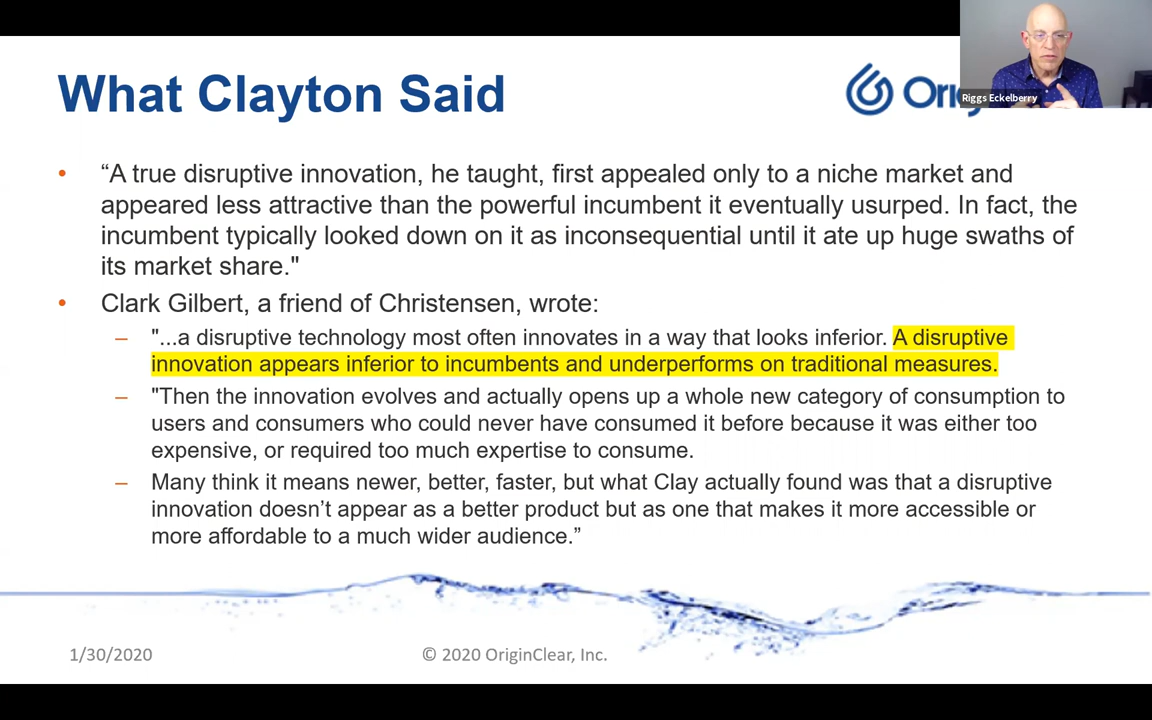 What Clayton Said
Ori
Riggs Eckelberry
• “A true disruptive innovation, he taught, first appealed only to a niche market and
appeared less attractive than the powerful incumbent it eventually usurped. In fact, the
incumbent typically looked down on it as inconsequential until it ate up huge swaths of
its market share."
• Clark Gilbert, a friend of Christensen, wrote:
– "...a disruptive technology most often innovates in a way that looks inferior. A disruptive
innovation appears inferior to incumbents and underperforms on traditional measures.
– "Then the innovation evolves and actually opens up a whole new category of consumption to
users and consumers who could never have consumed it before because it was either too
expensive, or required too much expertise to consume.
– Many think it means newer, better, faster, but what Clay actually found was that a disruptive
innovation doesn’t appear as a better product but as one that makes it more accessible or
more affordable to a much wider audience.”
1/30/2020
© 2020 OriginClear, Inc.